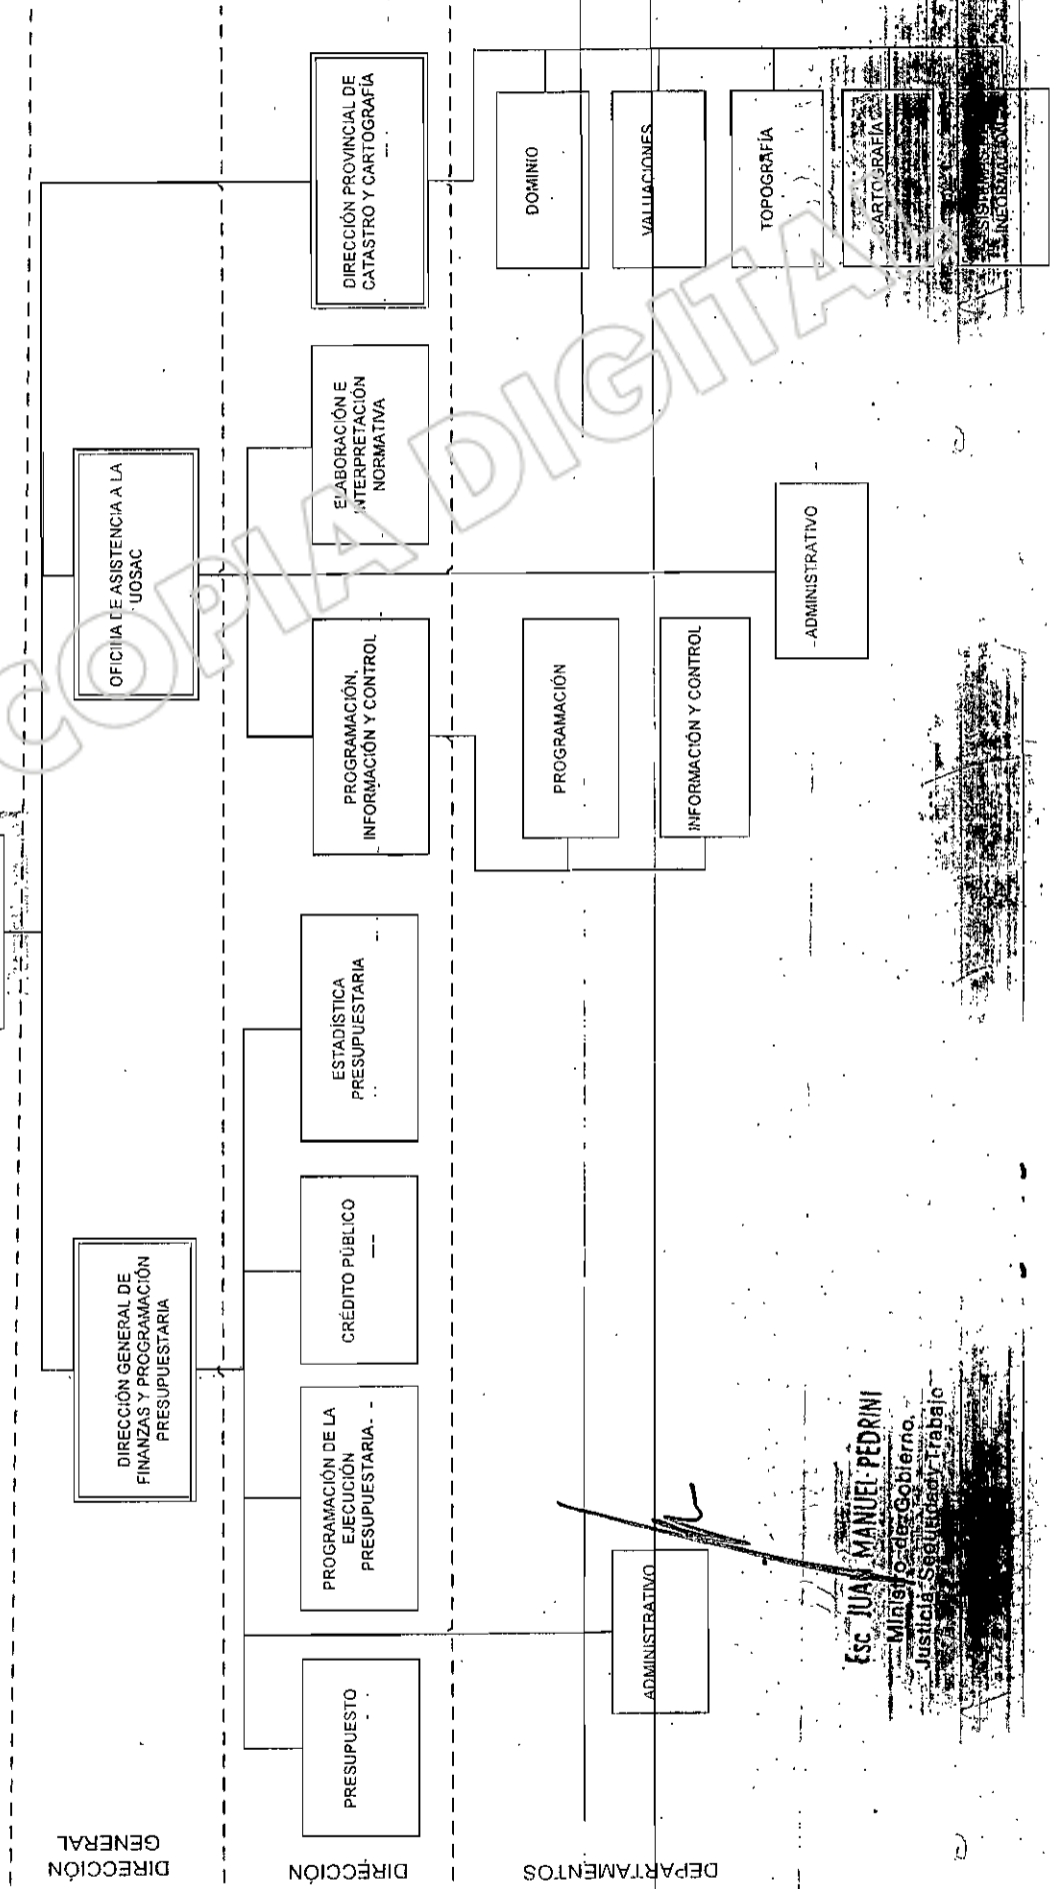 DIRECCIÓN
GENERAL
DIRECCIÓN GENERAL DE
FINANZAS Y PROGRAMACIÓN
PRESUPUESTARIA
OFICINA DE ASISTENCIA A LA
UOSAC
DIRECCIÓN
PRESUPUESTO
PROGRAMACIÓN DE LA
EJECUCIÓN
PRESUPUESTARIA
CRÉDITO PÚBLICO
ESTADÍSTICA
PRESUPUESTARIA
PROGRAMACIÓN,
INFORMACIÓN Y CONTROL
ELABORACIÓN E
INTERPRETACIÓN
NORMATIVA
DIRECCIÓN PROVINCIAL DE
CATASTRO Y CARTOGRAFÍA
DEPARTAMENTOS
ADMINISTRATIVO
PROGRAMACIÓN
INFORMACIÓN Y CONTROL
ADMINISTRATIVO
DOMINIO
VALUACIONES
TOPOGRAFÍA
CARTOGRAFÍA
INFORMACIÓN
Esc. JUAN MANUEL PEDRINI
Ministro de Gobierno,
Justicia, Seguridad y Trabajo
COPIA DIGITAL